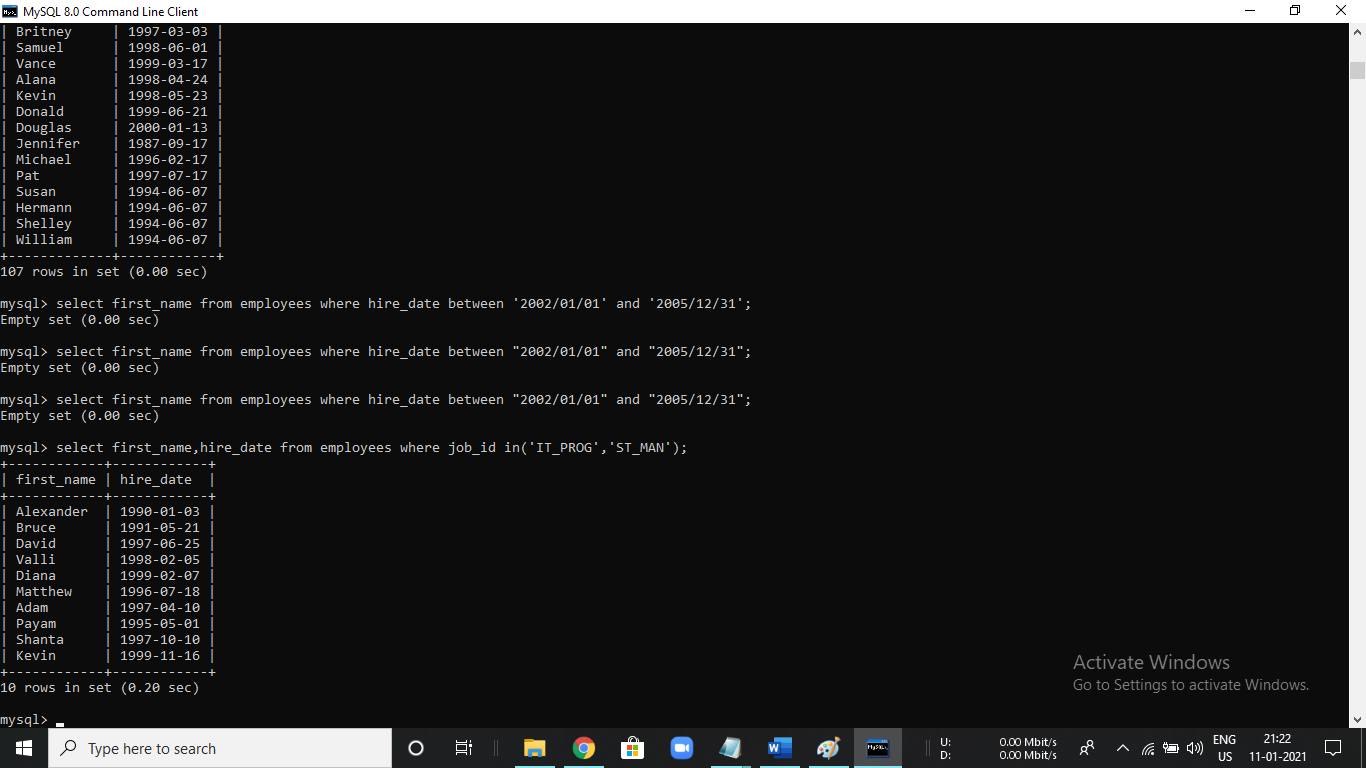 MySQL 8.0 Command Line Client
| Britney     | 1997-03-03 |
| Samuel      | 1998-06-01 |
| Vance       | 1999-03-17 |
| Alana       | 1998-04-24 |
| Kevin       | 1998-05-23 |
| Donald      | 1999-06-21 |
| Douglas     | 2000-01-13 |
| Jennifer    | 1987-09-17 |
| Michael     | 1996-02-17 |
| Pat         | 1997-07-17 |
| Susan       | 1994-06-07 |
| Hermann     | 1994-06-07 |
| Shelley     | 1994-06-07 |
| William     | 1994-06-07 |
+-------------+------------+
107 rows in set (0.00 sec)
mysql> select first_name from employees where hire_date between '2002/01/01' and '2005/12/31';
Empty set (0.00 sec)
mysql> select first_name from employees where hire_date between "2002/01/01" and "2005/12/31";
Empty set (0.00 sec)
mysql> select first_name from employees where hire_date between "2002/01/01" and "2005/12/31";
Empty set (0.00 sec)
mysql> select first_name,hire_date from employees where job_id in('IT_PROG','ST_MAN');
+------------+------------+
| first_name | hire_date  |
+------------+------------+
| Alexander  | 1990-01-03 |
| Bruce      | 1991-05-21 |
| David      | 1997-06-25 |
| Valli      | 1998-02-05 |
| Diana      | 1999-02-07 |
| Matthew    | 1996-07-18 |
| Adam       | 1997-04-10 |
| Payam      | 1995-05-01 |
| Shanta     | 1997-10-10 |
| Kevin      | 1999-11-16 |
+------------+------------+
10 rows in set (0.20 sec)
mysql> _
Activate Windows
Go to Settings to activate Windows.
Type here to search
U: 0.00 Mbit/s
D: 0.00 Mbit/s
ENG
US
21:22
11-01-2021